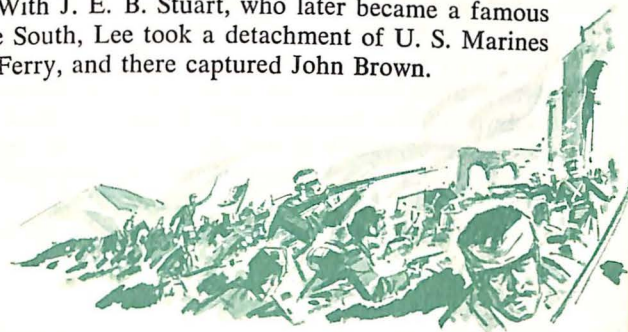 With J. E. B. Stuart, who later became a famous
South, Lee took a detachment of U. S. Marines
Ferry, and there captured John Brown.